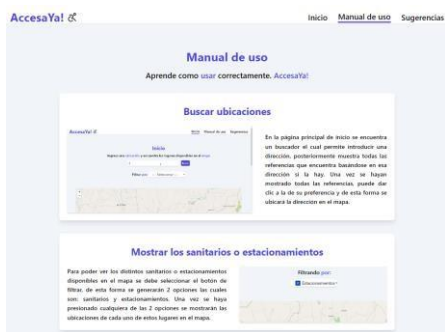 AccesaYa!
Inicio Manual de uso Sugerencias
Manual de uso
Aprende como usar correctamente. AccesaYa!
Buscar ubicaciones
AccesaYa!
Inicio Manual de uso Sugerencias
Inicio
Filtrar por:
En la página principal de inicio se encuentra
un buscador el cual permite introducir una
dirección, posteriormente muestra todas las
referencias que encuentra basándose en esa
dirección si la hay. Una vez se hayan
mostrado todas las referencias, puede dar
clic a la de su preferencia y de esta forma se
ubicará la dirección en el mapa.
Mostrar los sanitarios o estacionamientos
Para poder ver los distintos sanitarios o estacionamientos
disponibles en el mapa se debe seleccionar el botón de
filtrar, de esta forma se generarán 2 opciones las cuales
son: sanitarios y estacionamientos. Una vez se haya
presionado cualquiera de las 2 opciones se mostrarán las
ubicaciones de cada uno de estos lugares en el mapa.
Filtrando por:
Estacionamientos